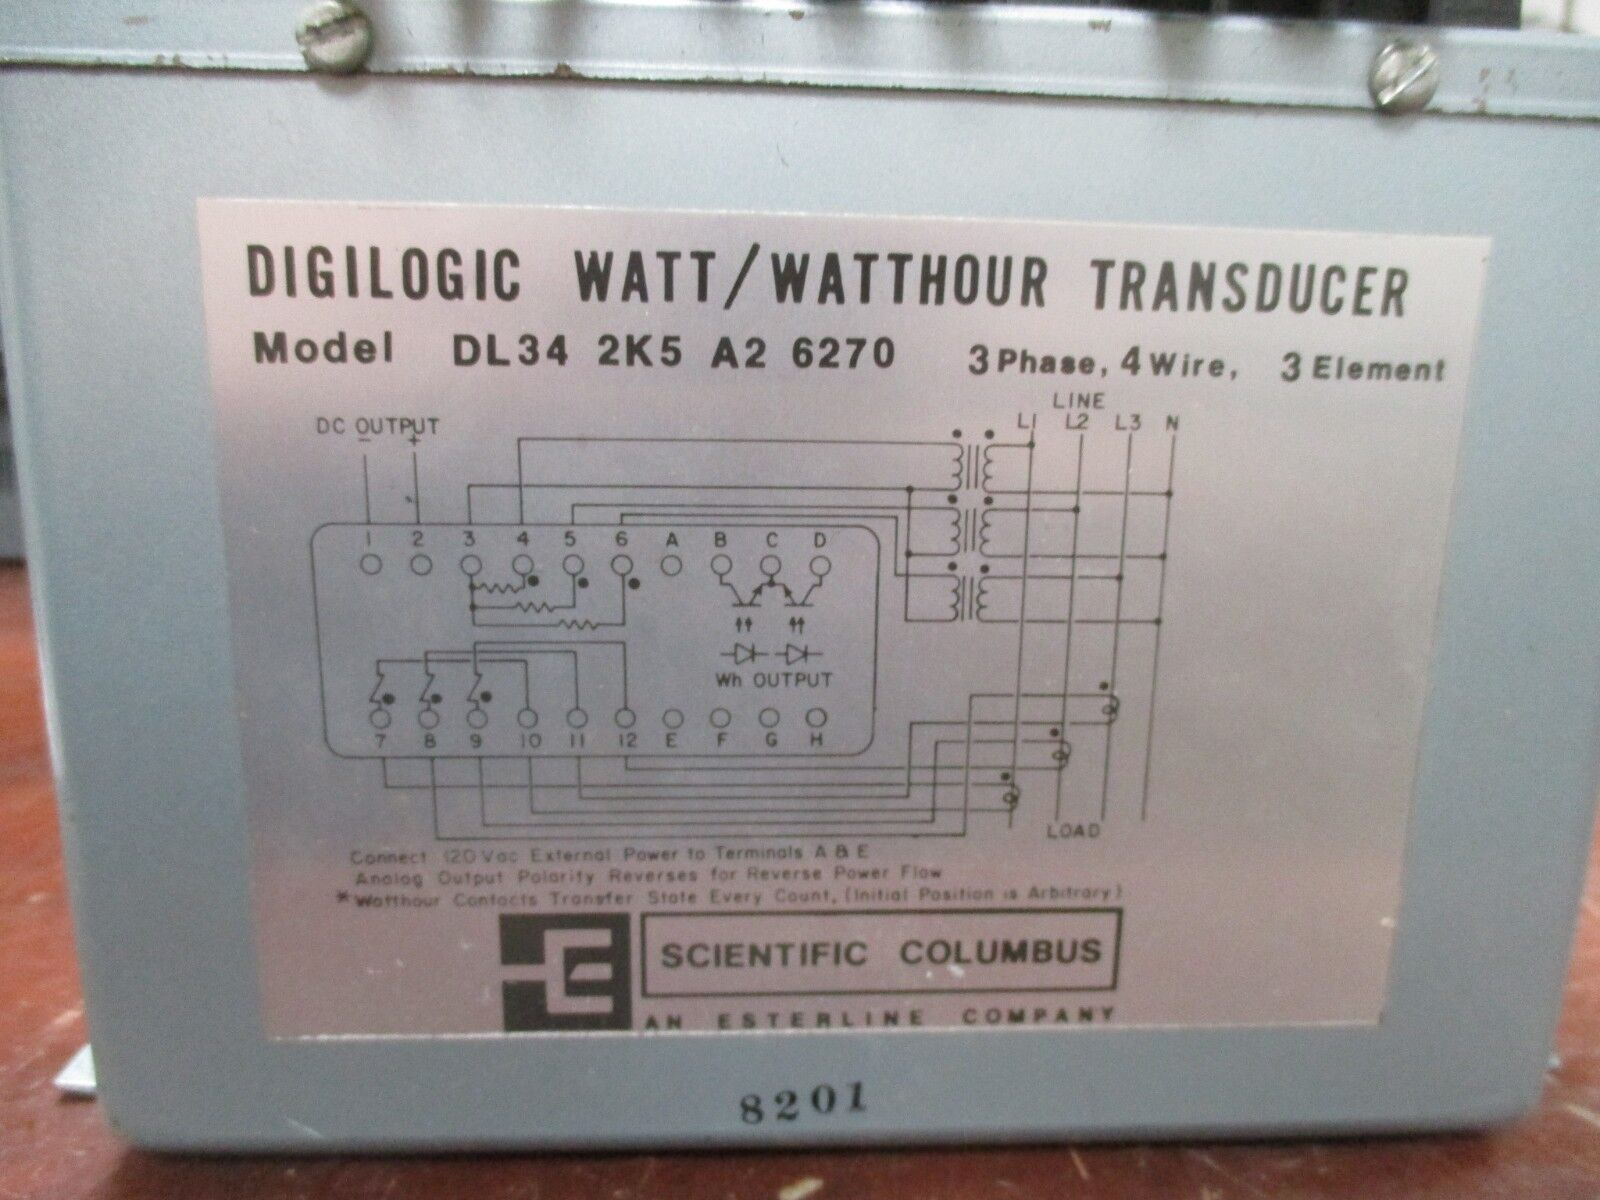 DIGILOGIC WATT/WATTHOUR TRANSDUCER
Model DL34 2K5 A2 6270 3 Phase, 4 Wire, 3 Element
LINE
DC OUTPUT L1 L2 L3 N
- +
1 2 3 4 5 6 A B C D
Wh OUTPUT
7 8 9 10 11 12 E F G H
LOAD
Connect 120 Vac External Power to Terminals A & E
Analog Output Polarity Reverses for Reverse Power Flow
*Watthour Contacts Transfer State Every Count, (Initial Position is Arbitrary)
E SCIENTIFIC COLUMBUS
AN ESTERLINE COMPANY
8201